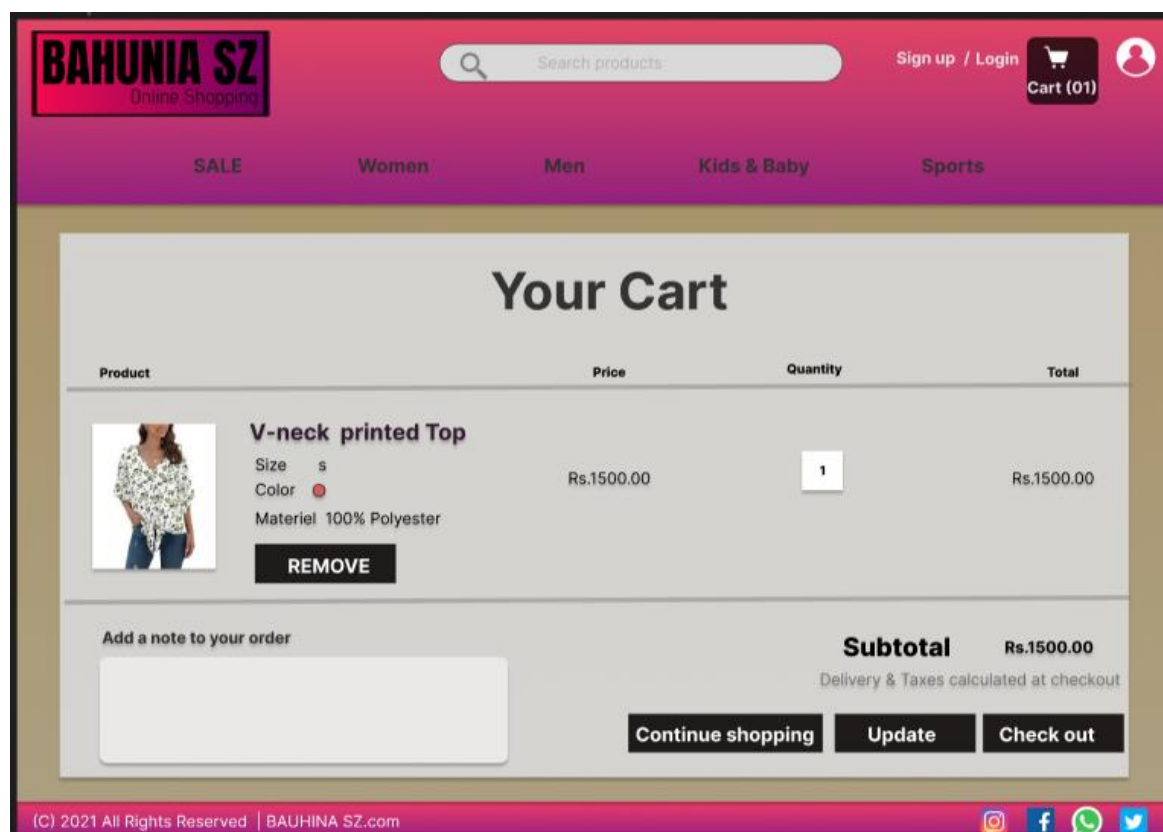 BAHUNIA SZ
Online Shopping
Search products
Sign up / Login
Cart (01)
SALE Women Men Kids & Baby Sports
Your Cart
Product Price Quantity Total
V-neck printed Top
Size s
Color
Materiel 100% Polyester
Rs.1500.00 1 Rs.1500.00
REMOVE
Add a note to your order
Subtotal Rs.1500.00
Delivery & Taxes calculated at checkout
Continue shopping Update Check out
(C) 2021 All Rights Reserved | BAUHINA SZ.com